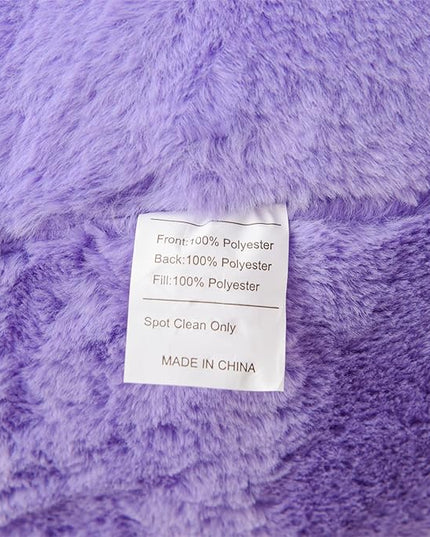 Front:100% Polyester
Back:100% Polyester
Fill:100% Polyester
Spot Clean Only
MADE IN CHINA